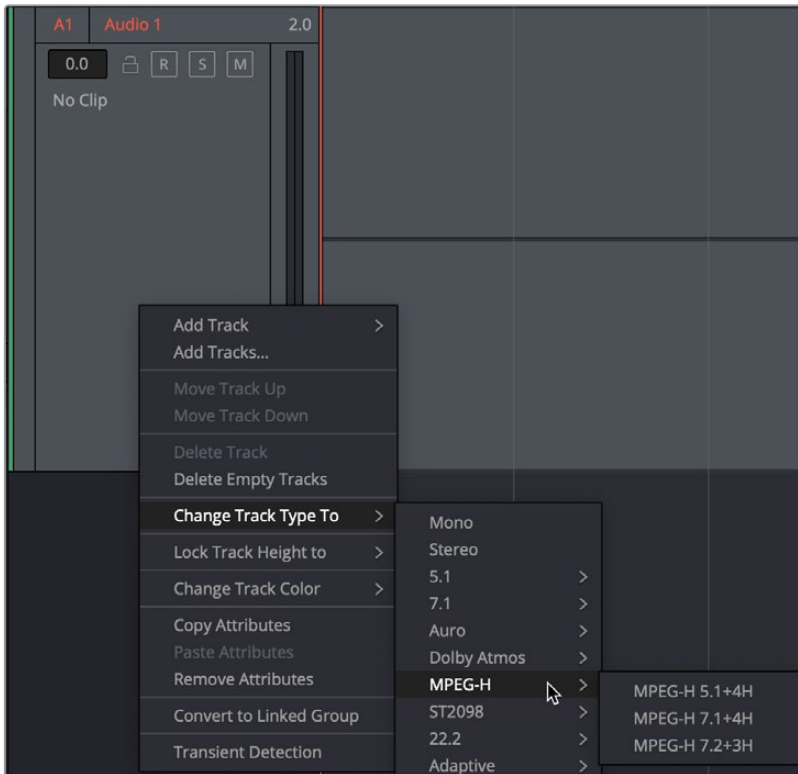 A1 Audio 1 2.0
0.0 R S M
No Clip
Add Track >
Add Tracks...
Move Track Up
Move Track Down
Delete Track
Delete Empty Tracks
Change Track Type To >
Lock Track Height to >
Change Track Color >
Copy Attributes
Paste Attributes
Remove Attributes
Convert to Linked Group
Transient Detection
Mono
Stereo
5.1 >
7.1 >
Auro >
Dolby Atmos >
MPEG-H >
ST2098 >
22.2 >
Adaptive >
MPEG-H 5.1+4H
MPEG-H 7.1+4H
MPEG-H 7.2+3H